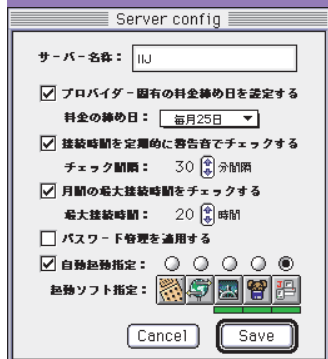 Server config
サーバー名称： IIJ
プロバイダー固有の料金締め日を設定する
料金の締め日： 毎月25日
接続時間を定期的に警告音でチェックする
チェック間隔： 30 分間隔
月間の最大接続時間をチェックする
最大接続時間： 20 時間
パスワード管理を適用する
自動起動指定：
起動ソフト指定：
Cancel Save